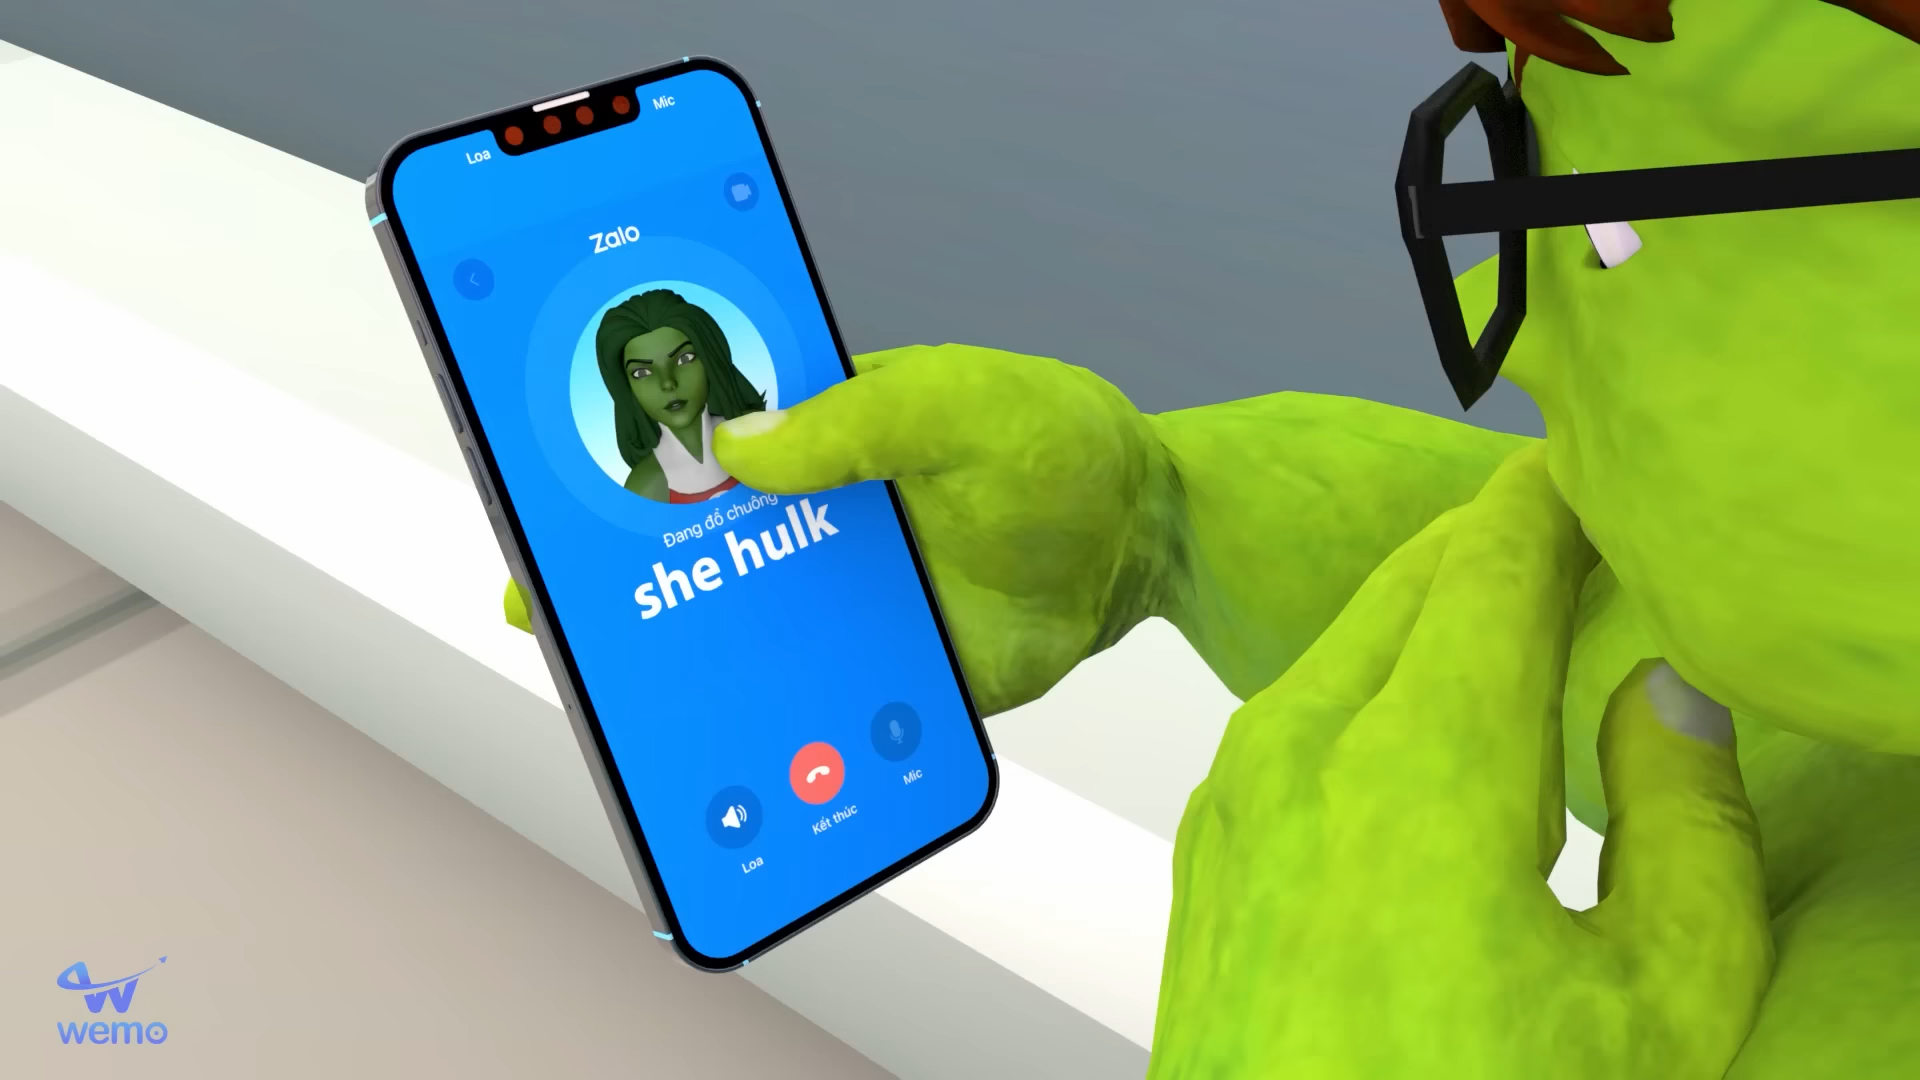 Loa
Mic
Zalo
Đang đổ chuông
she hulk
Loa
Kết thúc
Mic
wemo